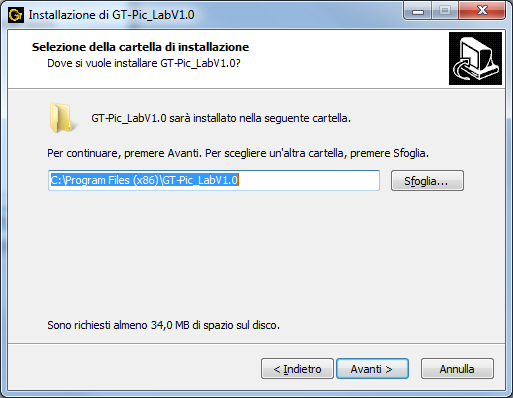 Installazione di GT-Pic_LabV1.0
Selezione della cartella di installazione
Dove si vuole installare GT-Pic_LabV1.0?
GT-Pic_LabV1.0 sarà installato nella seguente cartella.
Per continuare, premere Avanti. Per scegliere un'altra cartella, premere Sfoglia.
C:\Program Files (x86)\GT-Pic_LabV1.0
Sfoglia...
Sono richiesti almeno 34,0 MB di spazio sul disco.
< Indietro
Avanti >
Annulla